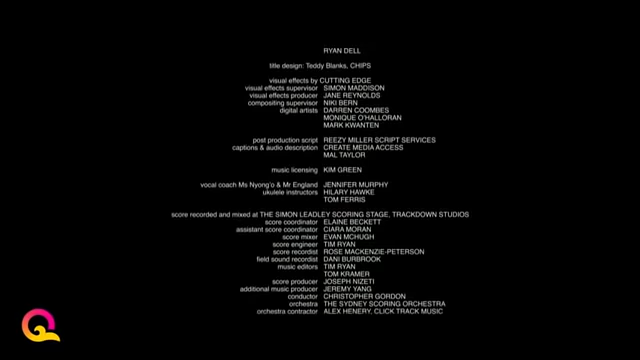 RYAN DELL
title design: Teddy Blanks, CHIPS
visual effects by CUTTING EDGE
visual effects supervisor SIMON MADDISON
visual effects producer JANE REYNOLDS
compositing supervisor NIKI BERN
digital artists DARREN COOMBES
MONIQUE O'HALLORAN
MARK KWANTEN
post production script REEZY MILLER SCRIPT SERVICES
captions & audio description CREATE MEDIA ACCESS
MAL TAYLOR
music licensing KIM GREEN
vocal coach Ms Nyong'o & Mr England JENNIFER MURPHY
ukulele instructors HILARY HAWKE
TOM FERRIS
score recorded and mixed at THE SIMON LEADLEY SCORING STAGE, TRACKDOWN STUDIOS
score coordinator ELAINE BECKETT
assistant score coordinator CIARA MORAN
score mixer EVAN MCHUGH
score engineer TIM RYAN
score recordist ROSE MACKENZIE-PETERSON
field sound recordist DANI BURBROOK
music editors TIM RYAN
TOM KRAMER
score producer JOSEPH NIZETI
additional music producer JEREMY YANG
conductor CHRISTOPHER GORDON
orchestra THE SYDNEY SCORING ORCHESTRA
orchestra contractor ALEX HENERY, CLICK TRACK MUSIC